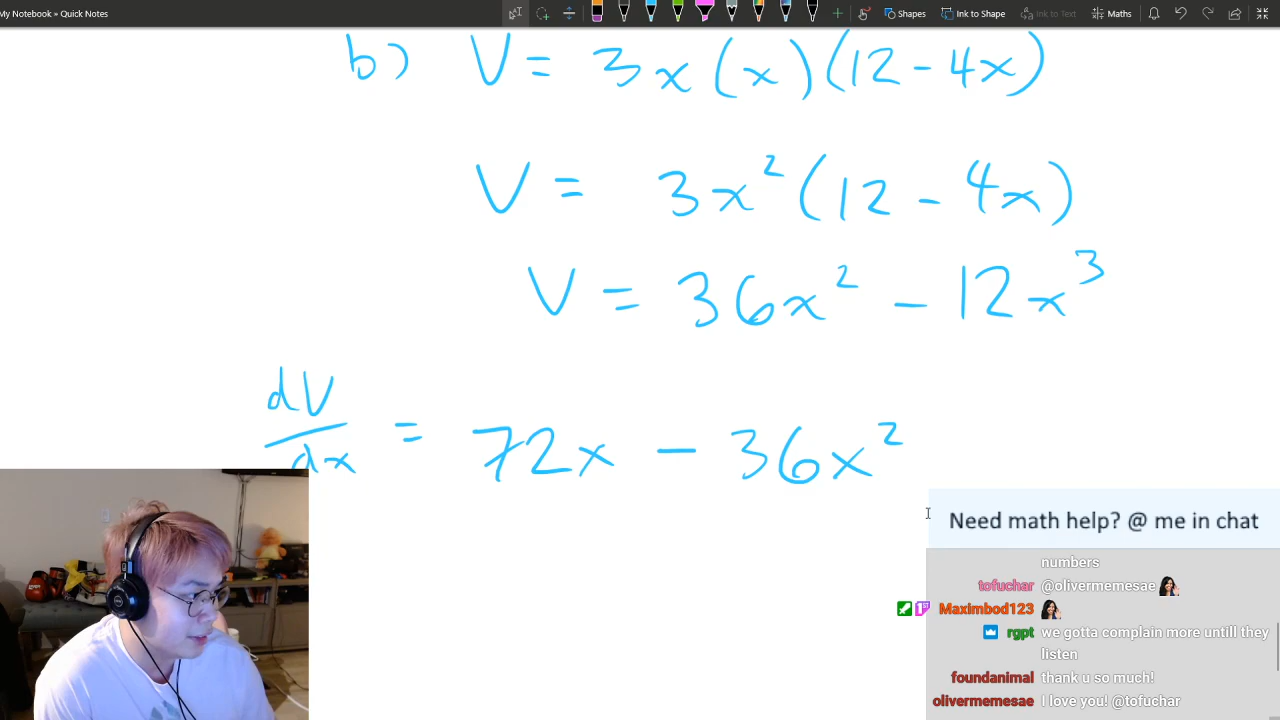 My Notebook » Quick Notes
Shapes
Ink to Shape
Ink to Text
Maths
b) V = 3x(x)(12 - 4x)
V = 3x²(12 - 4x)
V = 36x² - 12x³
dV/dx = 72x - 36x²
Need math help? @ me in chat
numbers
tofuchar @olivermemesae
Maximbod123
rgpt we gotta complain more untill they
listen
foundanimal thank u so much!
olivermemesae I love you! @tofuchar